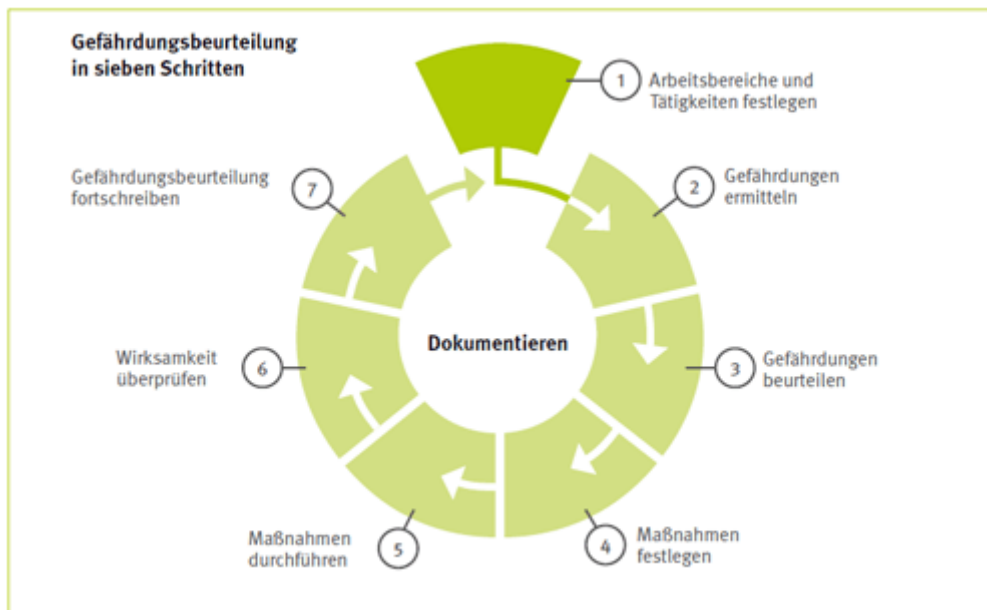 Gefährdungsbeurteilung
in sieben Schritten
1
Arbeitsbereiche und
Tätigkeiten festlegen
2
Gefährdungen
ermitteln
3
Gefährdungen
beurteilen
4
Maßnahmen
festlegen
5
Maßnahmen
durchführen
6
Wirksamkeit
überprüfen
7
Gefährdungsbeurteilung
fortschreiben
Dokumentieren